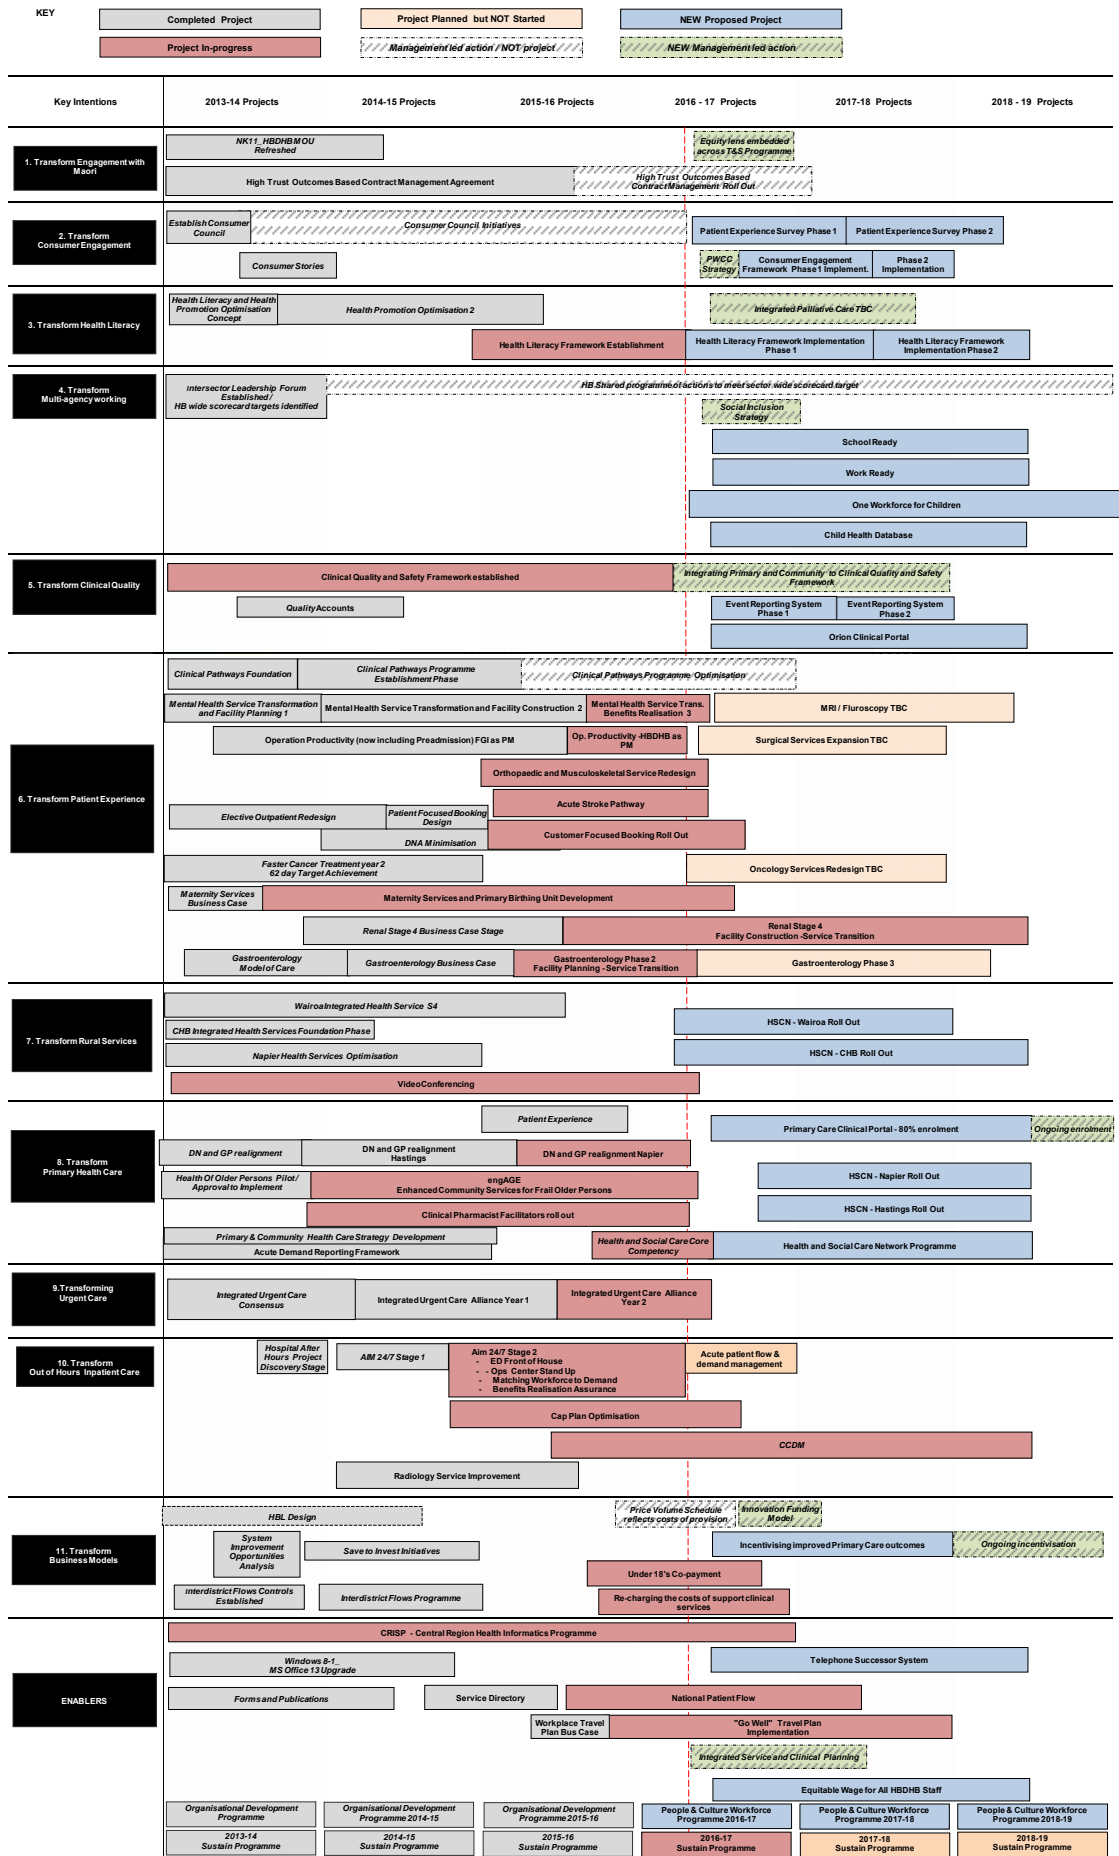 KEY
Completed Project
Project Planned but NOT Started
NEW Proposed Project
Project In-progress
Management led action / NOT project
NEW Management led action
Key Intentions
2013-14 Projects
2014-15 Projects
2015-16 Projects
2016 - 17 Projects
2017-18 Projects
2018 - 19 Projects
1. Transform Engagement with
Maori
NK11_HBDHB MOU
Refreshed
Equity lens embedded
across T&S Programme
High Trust Outcomes Based Contract Management Agreement
High Trust Outcomes Based
Contract Management Roll Out
2. Transform
Consumer Engagement
Establish Consumer
Council
Consumer Council Initiatives
Patient Experience Survey Phase 1
Patient Experience Survey Phase 2
Consumer Stories
PWCC
Strategy
Consumer Engagement
Framework Phase 1 Implement.
Phase 2
Implementation
3. Transform Health Literacy
Health Literacy and Health
Promotion Optimisation
Concept
Health Promotion Optimisation 2
Integrated Palliative Care TBC
Health Literacy Framework Establishment
Health Literacy Framework Implementation
Phase 1
Health Literacy Framework
Implementation Phase 2
4. Transform
Multi-agency working
Intersector Leadership Forum
Established /
HB wide scorecard targets identified
HB Shared programme of actions to meet sector wide scorecard target
Social Inclusion
Strategy
School Ready
Work Ready
One Workforce for Children
Child Health Database
5. Transform Clinical Quality
Clinical Quality and Safety Framework established
Integrating Primary and Community to Clinical Quality and Safety
Framework
Quality Accounts
Event Reporting System
Phase 1
Event Reporting System
Phase 2
Orion Clinical Portal
6. Transform Patient Experience
Clinical Pathways Foundation
Clinical Pathways Programme
Establishment Phase
Clinical Pathways Programme Optimisation
Mental Health Service Transformation
and Facility Planning 1
Mental Health Service Transformation and Facility Construction 2
Mental Health Service Trans.
Benefits Realisation 3
MRI / Fluroscopy TBC
Operation Productivity (now including Preadmission) FGI as PM
Op. Productivity -HBDHB as
PM
Surgical Services Expansion TBC
Orthopaedic and Musculoskeletal Service Redesign
Acute Stroke Pathway
Elective Outpatient Redesign
Patient Focused Booking
Design
DNA Minimisation
Customer Focused Booking Roll Out
Faster Cancer Treatment year 2
62 day Target Achievement
Oncology Services Redesign TBC
Maternity Services
Business Case
Maternity Services and Primary Birthing Unit Development
Renal Stage 4 Business Case Stage
Renal Stage 4
Facility Construction -Service Transition
Gastroenterology
Model of Care
Gastroenterology Business Case
Gastroenterology Phase 2
Facility Planning - Service Transition
Gastroenterology Phase 3
7. Transform Rural Services
Wairoa Integrated Health Service S4
CHB Integrated Health Services Foundation Phase
Napier Health Services Optimisation
HSCN - Wairoa Roll Out
HSCN - CHB Roll Out
Video Conferencing
8. Transform
Primary Health Care
Patient Experience
Primary Care Clinical Portal - 80% enrolment
Ongoing enrolment
DN and GP realignment
DN and GP realignment
Hastings
DN and GP realignment Napier
Health Of Older Persons Pilot /
Approval to Implement
engAGE
Enhanced Community Services for Frail Older Persons
HSCN - Napier Roll Out
Clinical Pharmacist Facilitators roll out
HSCN - Hastings Roll Out
Primary & Community Health Care Strategy Development
Acute Demand Reporting Framework
Health and Social Care Core
Competency
Health and Social Care Network Programme
9.Transforming
Urgent Care
Integrated Urgent Care
Consensus
Integrated Urgent Care Alliance Year 1
Integrated Urgent Care Alliance
Year 2
10. Transform
Out of Hours Inpatient Care
Hospital After
Hours Project
Discovery Stage
AIM 24/7 Stage 1
Aim 24/7 Stage 2
- ED Front of House
- - Ops Center Stand Up
- Matching Workforce to Demand
- Benefits Realisation Assurance
Acute patient flow &
demand management
Cap Plan Optimisation
CCDM
Radiology Service Improvement
11. Transform
Business Models
HBL Design
Price Volume Schedule
reflects costs of provision
Innovation Funding
Model
System
Improvement
Opportunities
Analysis
Save to Invest Initiatives
Incentivising improved Primary Care outcomes
Ongoing incentivisation
Under 18's Co-payment
Interdistrict Flows Controls
Established
Interdistrict Flows Programme
Re-charging the costs of support clinical
services
ENABLERS
CRISP - Central Region Health Informatics Programme
Windows 8-1_
MS Office 13 Upgrade
Telephone Successor System
Forms and Publications
Service Directory
National Patient Flow
Workplace Travel
Plan Bus Case
"Go Well" Travel Plan
Implementation
Integrated Service and Clinical Planning
Equitable Wage for All HBDHB Staff
Organisational Development
Programme
Organisational Development
Programme 2014-15
Organisational Development
Programme 2015-16
People & Culture Workforce
Programme 2016-17
People & Culture Workforce
Programme 2017-18
People & Culture Workforce
Programme 2018-19
2013-14
Sustain Programme
2014-15
Sustain Programme
2015-16
Sustain Programme
2016-17
Sustain Programme
2017-18
Sustain Programme
2018-19
Sustain Programme